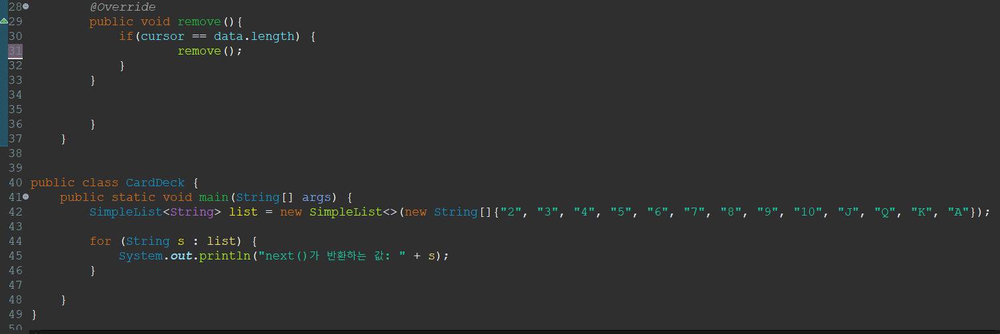 28 @Override
29 public void remove(){
30 if(cursor == data.length) {
31 remove();
32 }
33 }
34
35
36 }
37 }
38
39
40 public class CardDeck {
41 public static void main(String[] args) {
42 SimpleList<String> list = new SimpleList<>(new String[]{"2", "3", "4", "5", "6", "7", "8", "9", "10", "J", "Q", "K", "A"});
43
44 for (String s : list) {
45 System.out.println("next()가 반환하는 값: " + s);
46 }
47
48 }
49 }
50